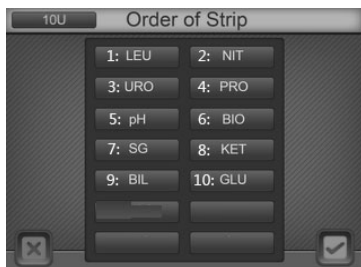 10U Order of Strip
1: LEU 2: NIT
3: URO 4: PRO
5: pH 6: BIO
7: SG 8: KET
9: BIL 10: GLU